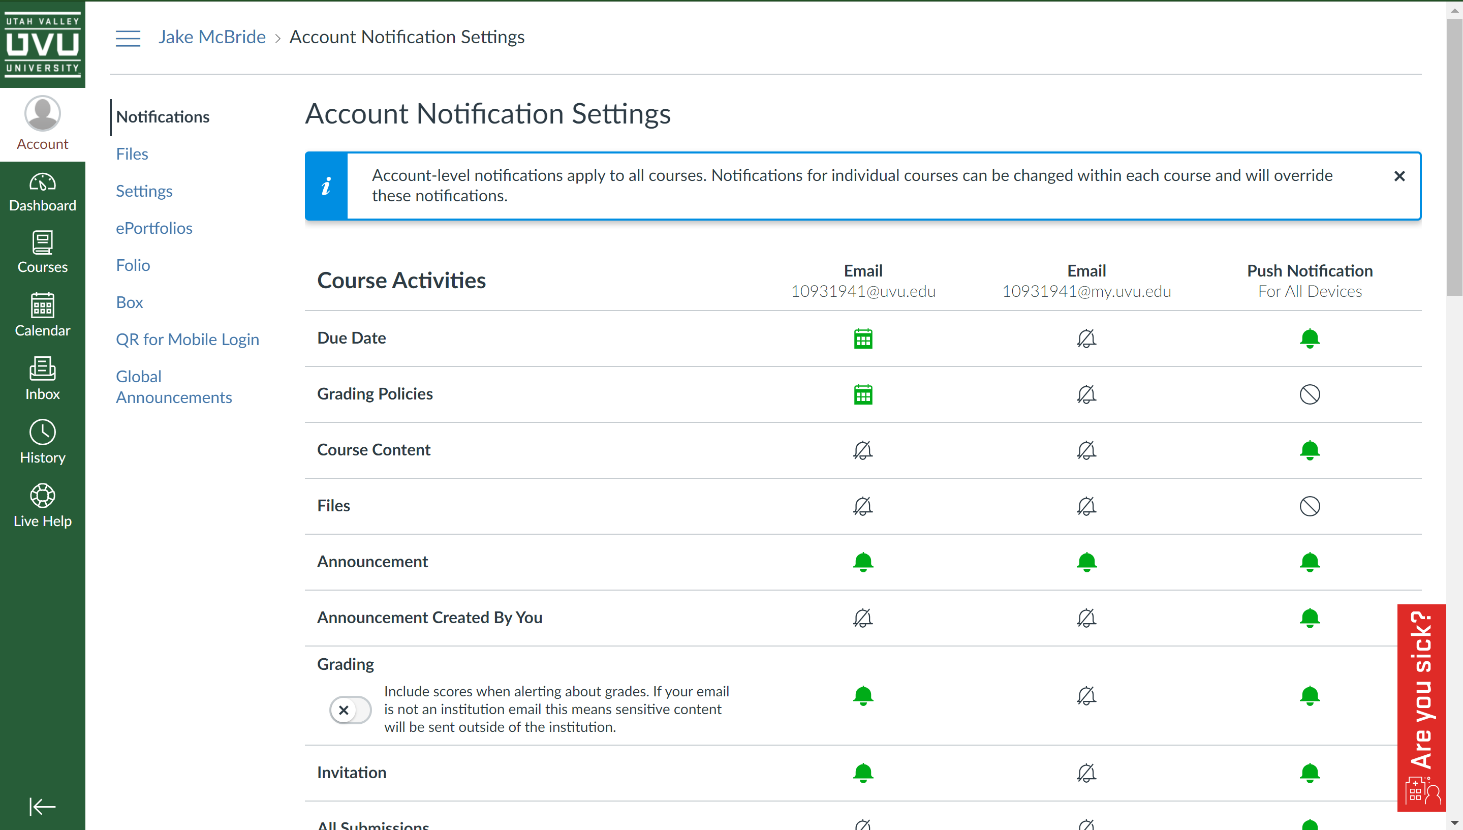 UTAH VALLEY
UVU
UNIVERSITY
Account
Dashboard
Courses
Calendar
Inbox
History
Live Help
Jake McBride > Account Notification Settings
Notifications
Files
Settings
ePortfolios
Folio
Box
QR for Mobile Login
Global
Announcements
Account Notification Settings
i
Account-level notifications apply to all courses. Notifications for individual courses can be changed within each course and will override
these notifications.
Course Activities
Email
10931941@uvu.edu
Email
10931941@my.uvu.edu
Push Notification
For All Devices
Due Date
Grading Policies
Course Content
Files
Announcement
Announcement Created By You
Grading
Include scores when alerting about grades. If your email
is not an institution email this means sensitive content
will be sent outside of the institution.
Invitation
All Submissions
Are you sick?